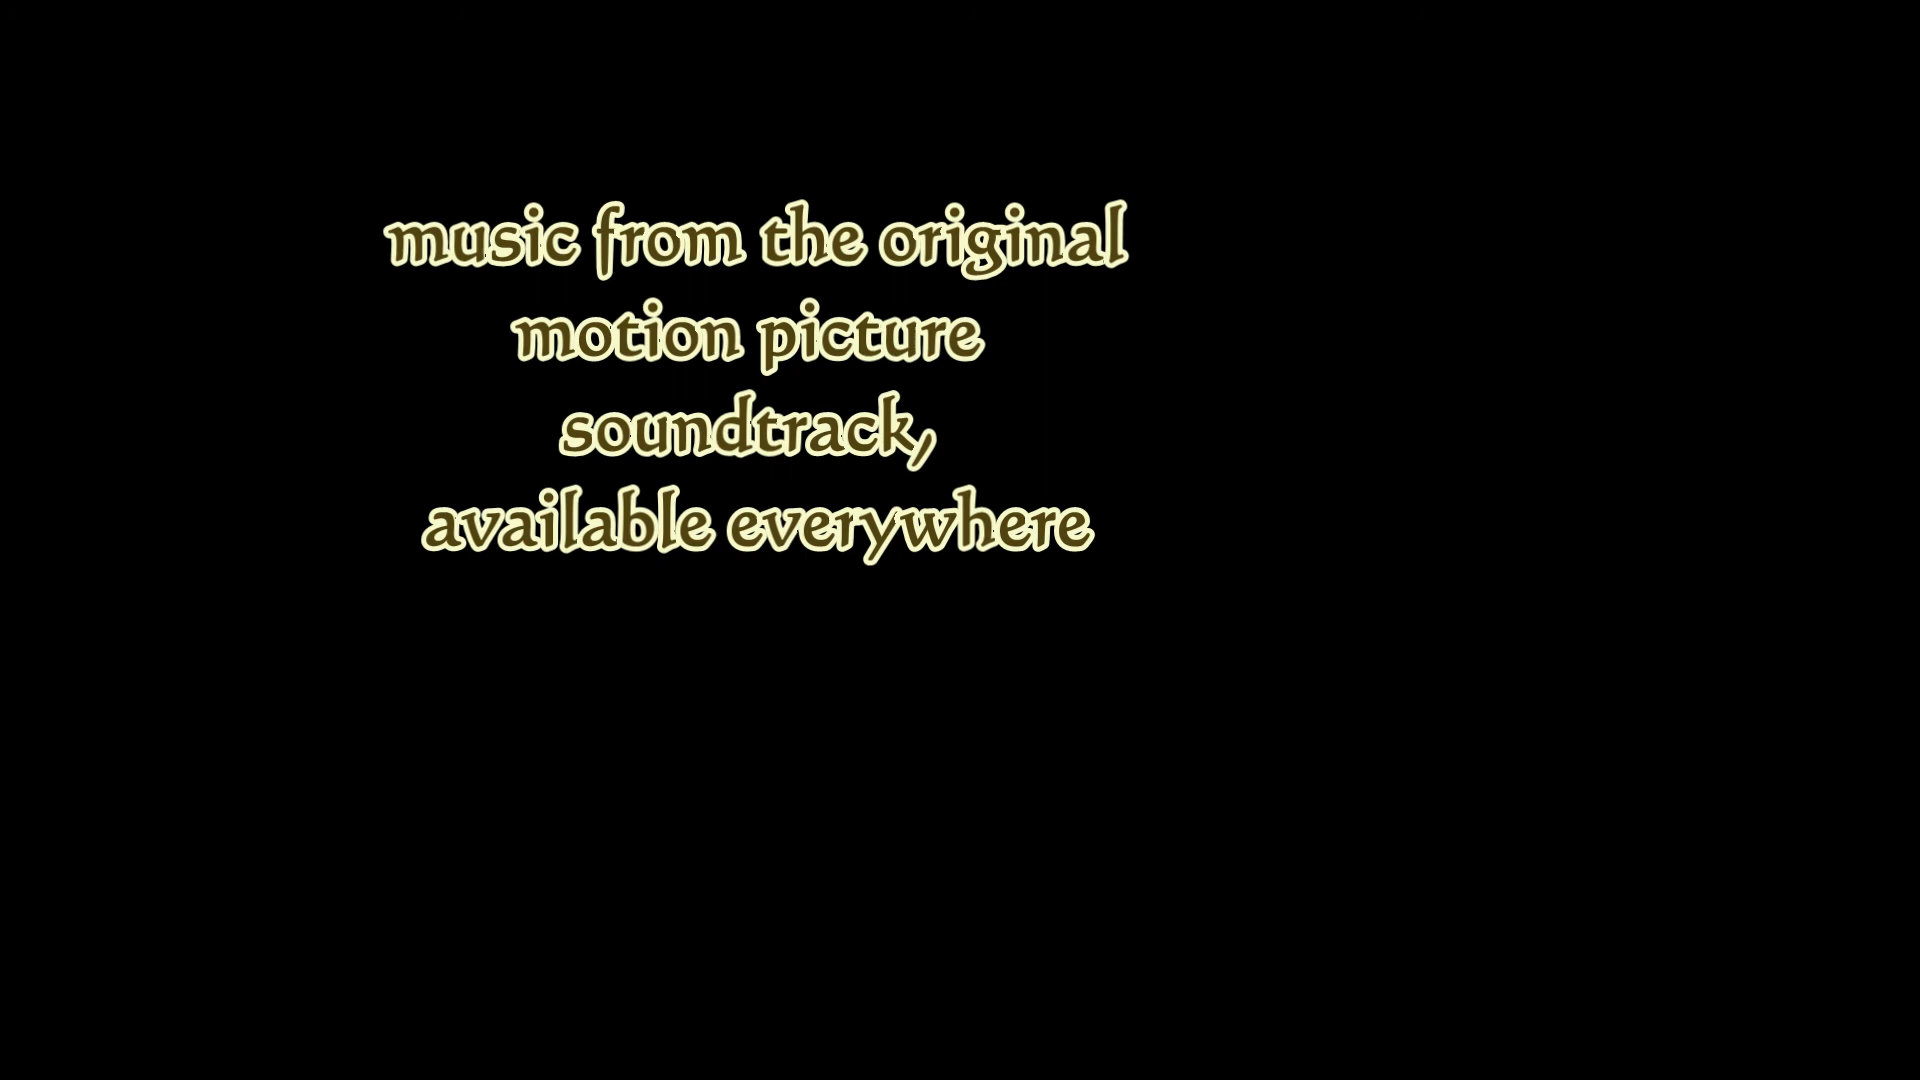 music from the original
motion picture
soundtrack,
available everywhere